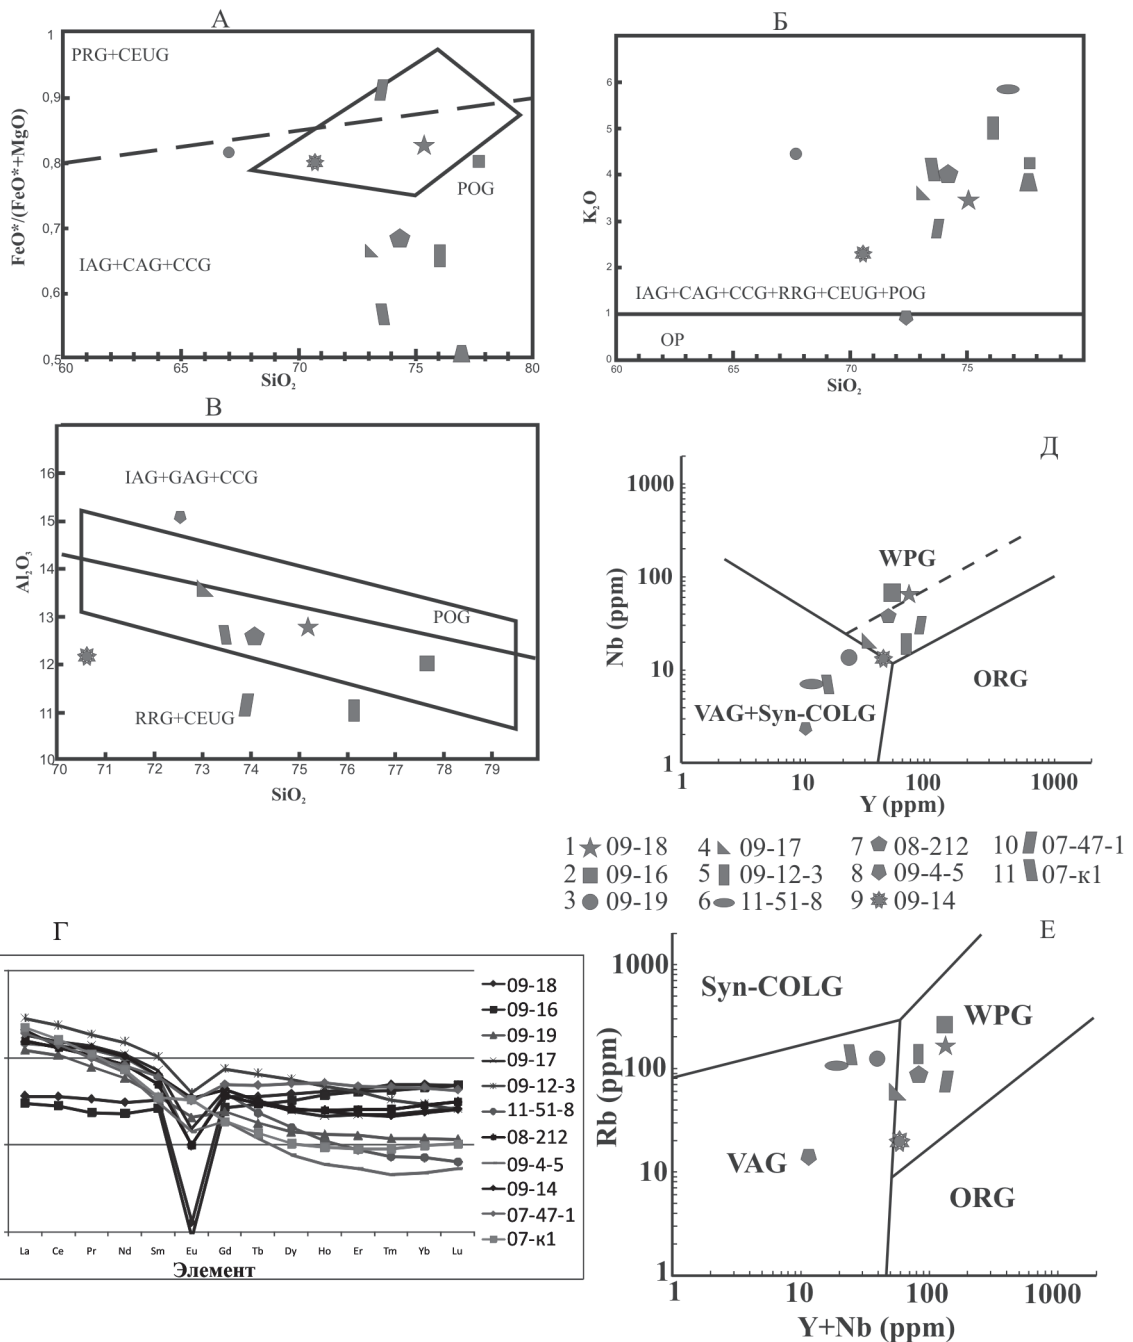 А
1
PRG+CEUG
0,9
0,8
POG
0,7
IAG+CAG+CCG
0,6
0,5
60
65
70
75
80
FeO*/(FeO*+MgO)
SiO₂
Б
6
5
4
3
2
1
0
K₂O
IAG+CAG+CCG+RRG+CEUG+POG
OP
60
65
70
75
SiO₂
В
16
15
14
13
12
11
10
Al₂O₃
IAG+GAG+CCG
POG
RRG+CEUG
70 71 72 73 74 75 76 77 78 79
SiO₂
Д
1000
100
10
1
Nb (ppm)
WPG
ORG
VAG+Syn-COLG
1 10 100 1000
Y (ppm)
1 09-18 4 09-17 7 08-212 10 07-47-1
2 09-16 5 09-12-3 8 09-4-5 11 07-к1
3 09-19 6 11-51-8 9 09-14
Г
09-18
09-16
09-19
09-17
09-12-3
11-51-8
08-212
09-4-5
09-14
07-47-1
07-к1
La Ce Pr Nd Sm Eu Gd Tb Dy Ho Er Tm Yb Lu
Элемент
Е
1000
100
10
1
Rb (ppm)
Syn-COLG
WPG
VAG
ORG
1 10 100 1000
Y+Nb (ppm)